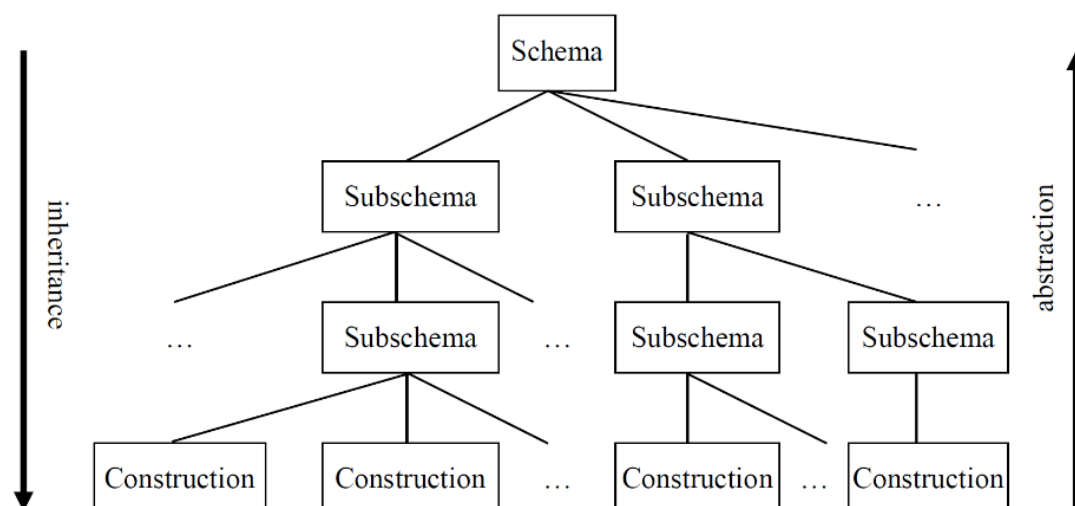 Schema
Subschema Subschema …
inheritance
abstraction
… Subschema … Subschema Subschema
Construction Construction … Construction … Construction